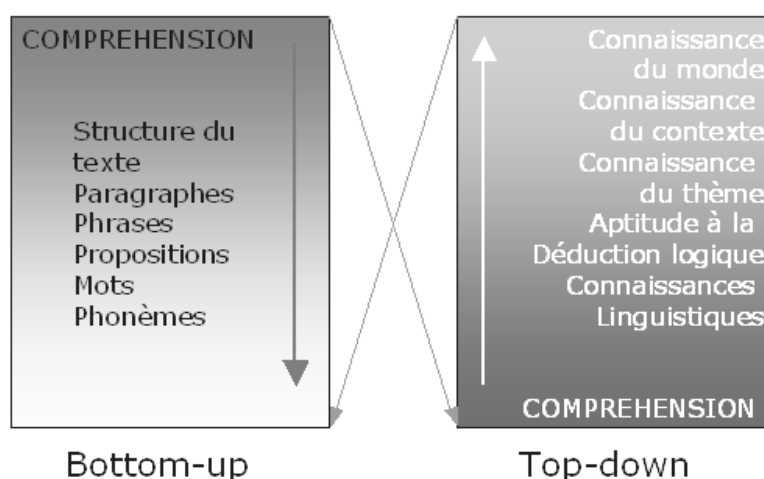 COMPREHENSION
Structure du
texte
Paragraphes
Phrases
Propositions
Mots
Phonèmes
Bottom-up
Connaissance
du monde
Connaissance
du contexte
Connaissance
du thème
Aptitude à la
Déduction logique
Connaissances
Linguistiques
COMPREHENSION
Top-down